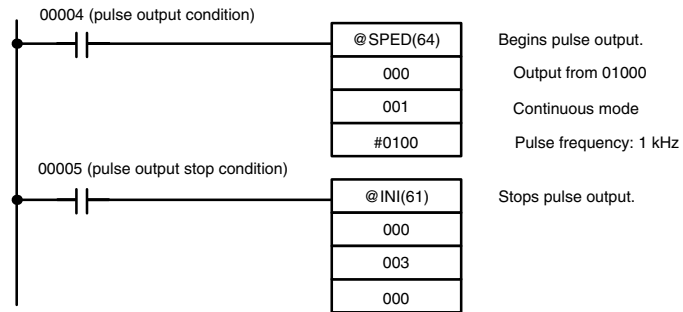 00004 (pulse output condition)
@SPED(64) Begins pulse output.
000 Output from 01000
001 Continuous mode
#0100 Pulse frequency: 1 kHz
00005 (pulse output stop condition)
@INI(61) Stops pulse output.
000
003
000